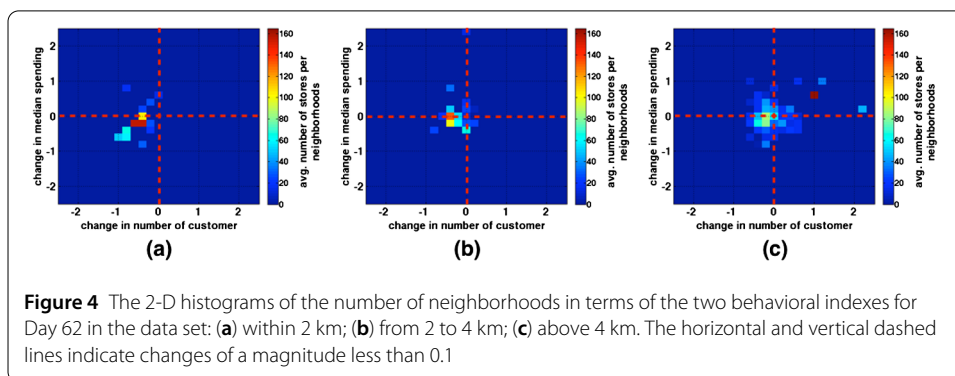 change in median spending
2
1
0
-1
-2
-2 -1 0 1 2
change in number of customer
160
140
120
100
80
60
40
20
0
avg. number of stores per
neighborhoods
(a)
change in median spending
2
1
0
-1
-2
-2 -1 0 1 2
change in number of customer
160
140
120
100
80
60
40
20
0
avg. number of stores per
neighborhoods
(b)
change in median spending
2
1
0
-1
-2
-2 -1 0 1 2
change in number of customer
160
140
120
100
80
60
40
20
0
avg. number of stores per
neighborhoods
(c)
Figure 4 The 2-D histograms of the number of neighborhoods in terms of the two behavioral indexes for
Day 62 in the data set: (a) within 2 km; (b) from 2 to 4 km; (c) above 4 km. The horizontal and vertical dashed
lines indicate changes of a magnitude less than 0.1